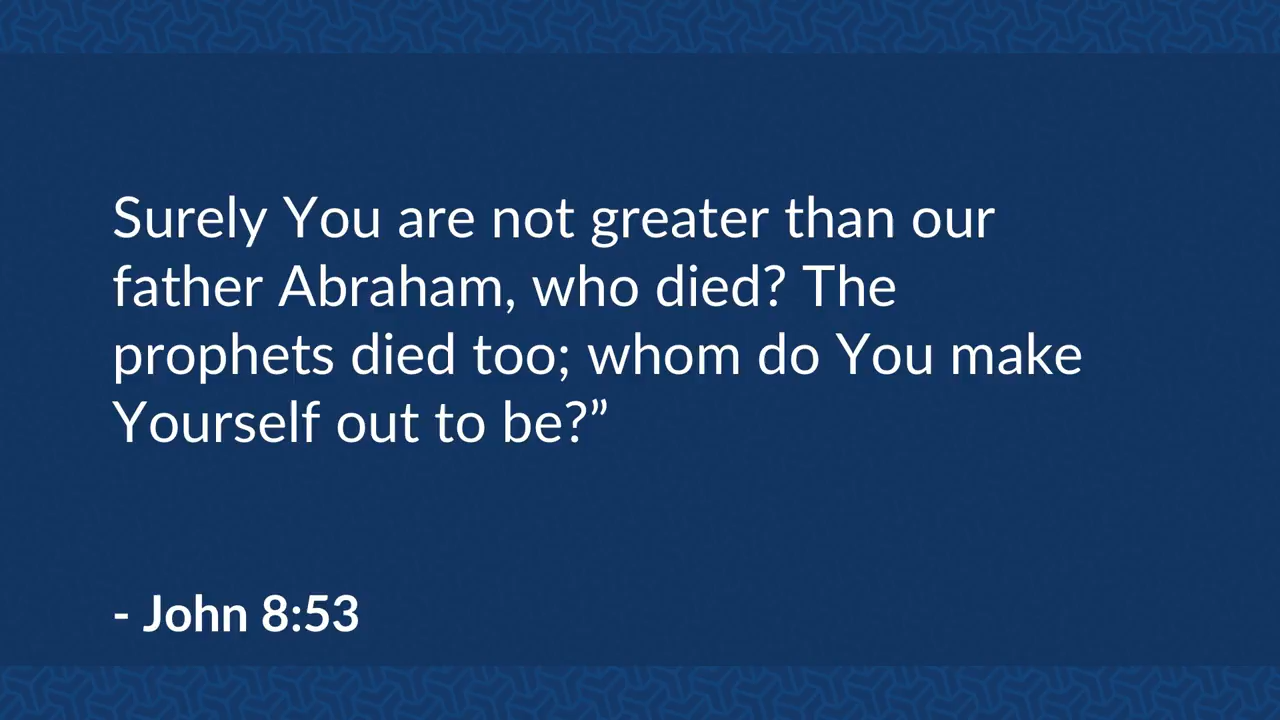 Surely You are not greater than our
father Abraham, who died? The
prophets died too; whom do You make
Yourself out to be?”
- John 8:53